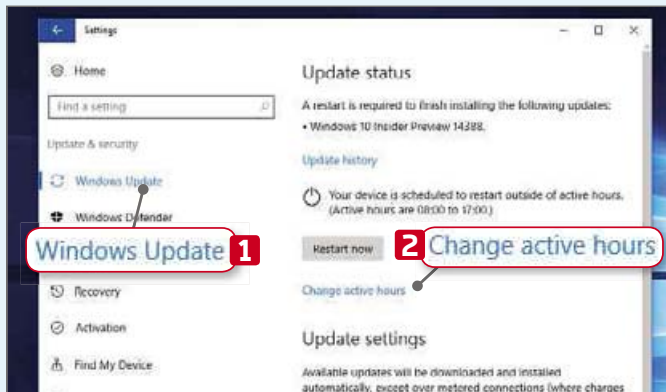 Settings
Home
Find a setting
Update & security
Windows Update
Windows Defender
Windows Update 1
Recovery
Activation
Find My Device
Update status
A restart is required to finish installing the following updates:
• Windows 10 Insider Preview 14388.
Update history
Your device is scheduled to restart outside of active hours.
(Active hours are 08:00 to 17:00.)
Restart now
2 Change active hours
Change active hours
Update settings
Available updates will be downloaded and installed
automatically, except over metered connections (where charges